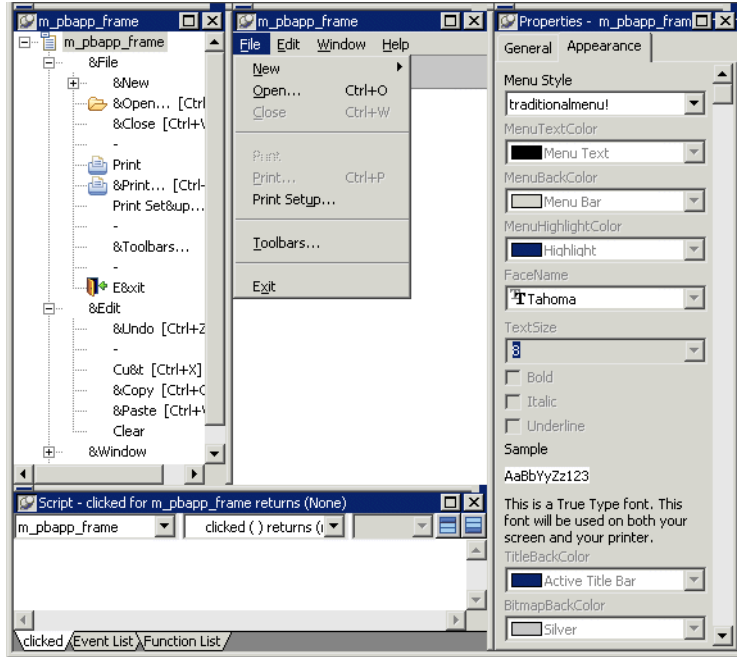 m_pbapp_frame
m_pbapp_frame
&File
&New
&Open... [Ctrl
&Close [Ctrl+\
-
Print
&Print... [Ctrl-
Print Set&up...
-
&Toolbars...
-
E&xit
&Edit
&Undo [Ctrl+Z
-
Cu&t [Ctrl+X]
&Copy [Ctrl+C
&Paste [Ctrl+\
Clear
&Window
m_pbapp_frame
File Edit Window Help
New
Open... Ctrl+O
Close Ctrl+W
Print
Print... Ctrl+P
Print Setup...
Toolbars...
Exit
Properties - m_pbapp_fram
General Appearance
Menu Style
traditionalmenu!
MenuTextColor
Menu Text
MenuBackColor
Menu Bar
MenuHighlightColor
Highlight
FaceName
Tahoma
TextSize
8
Bold
Italic
Underline
Sample
AaBbYyZz123
This is a True Type font. This
font will be used on both your
screen and your printer.
TitleBackColor
Active Title Bar
BitmapBackColor
Silver
Script - clicked for m_pbapp_frame returns (None)
m_pbapp_frame clicked ( ) returns (
clicked Event List Function List